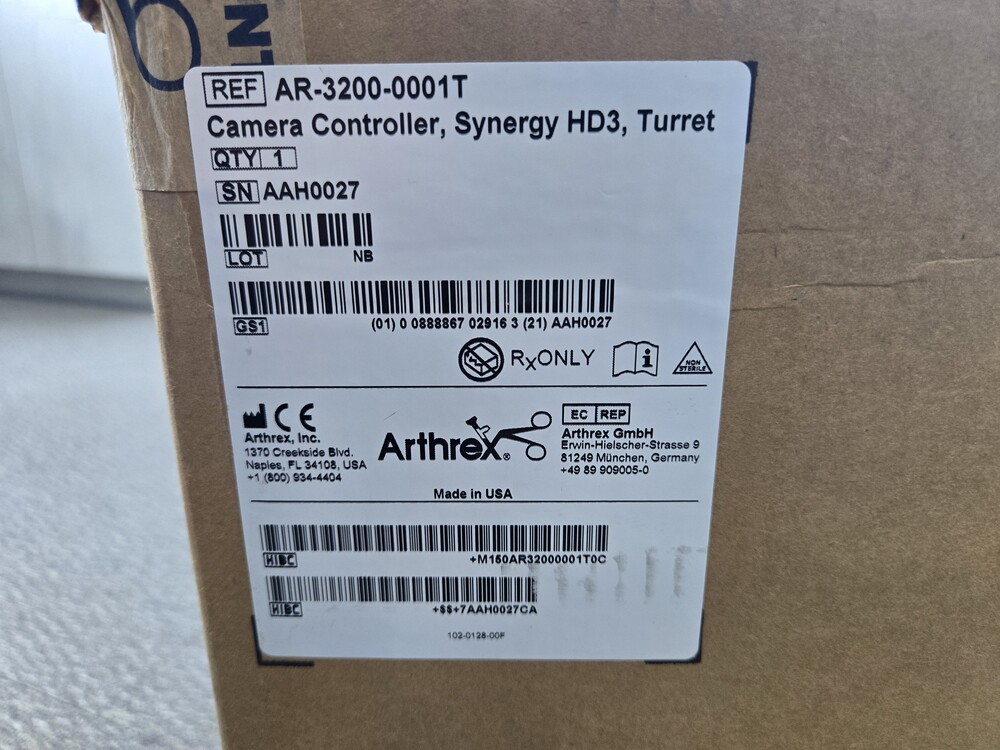 LN
REF AR-3200-0001T
Camera Controller, Synergy HD3, Turret
QTY 1
SN AAH0027
LOT NB
GS1 (01) 0 0888867 02916 3 (21) AAH0027
RxONLY
NON STERILE
CE
Arthrex, Inc.
1370 Creekside Blvd.
Naples, FL 34108, USA
+1 (800) 934-4404
Arthrex®
EC REP
Arthrex GmbH
Erwin-Hielscher-Strasse 9
81249 München, Germany
+49 89 909005-0
Made in USA
HIBC +M150AR32000001T0C
HIBC +$$+7AAH0027CA
102-0128-00F